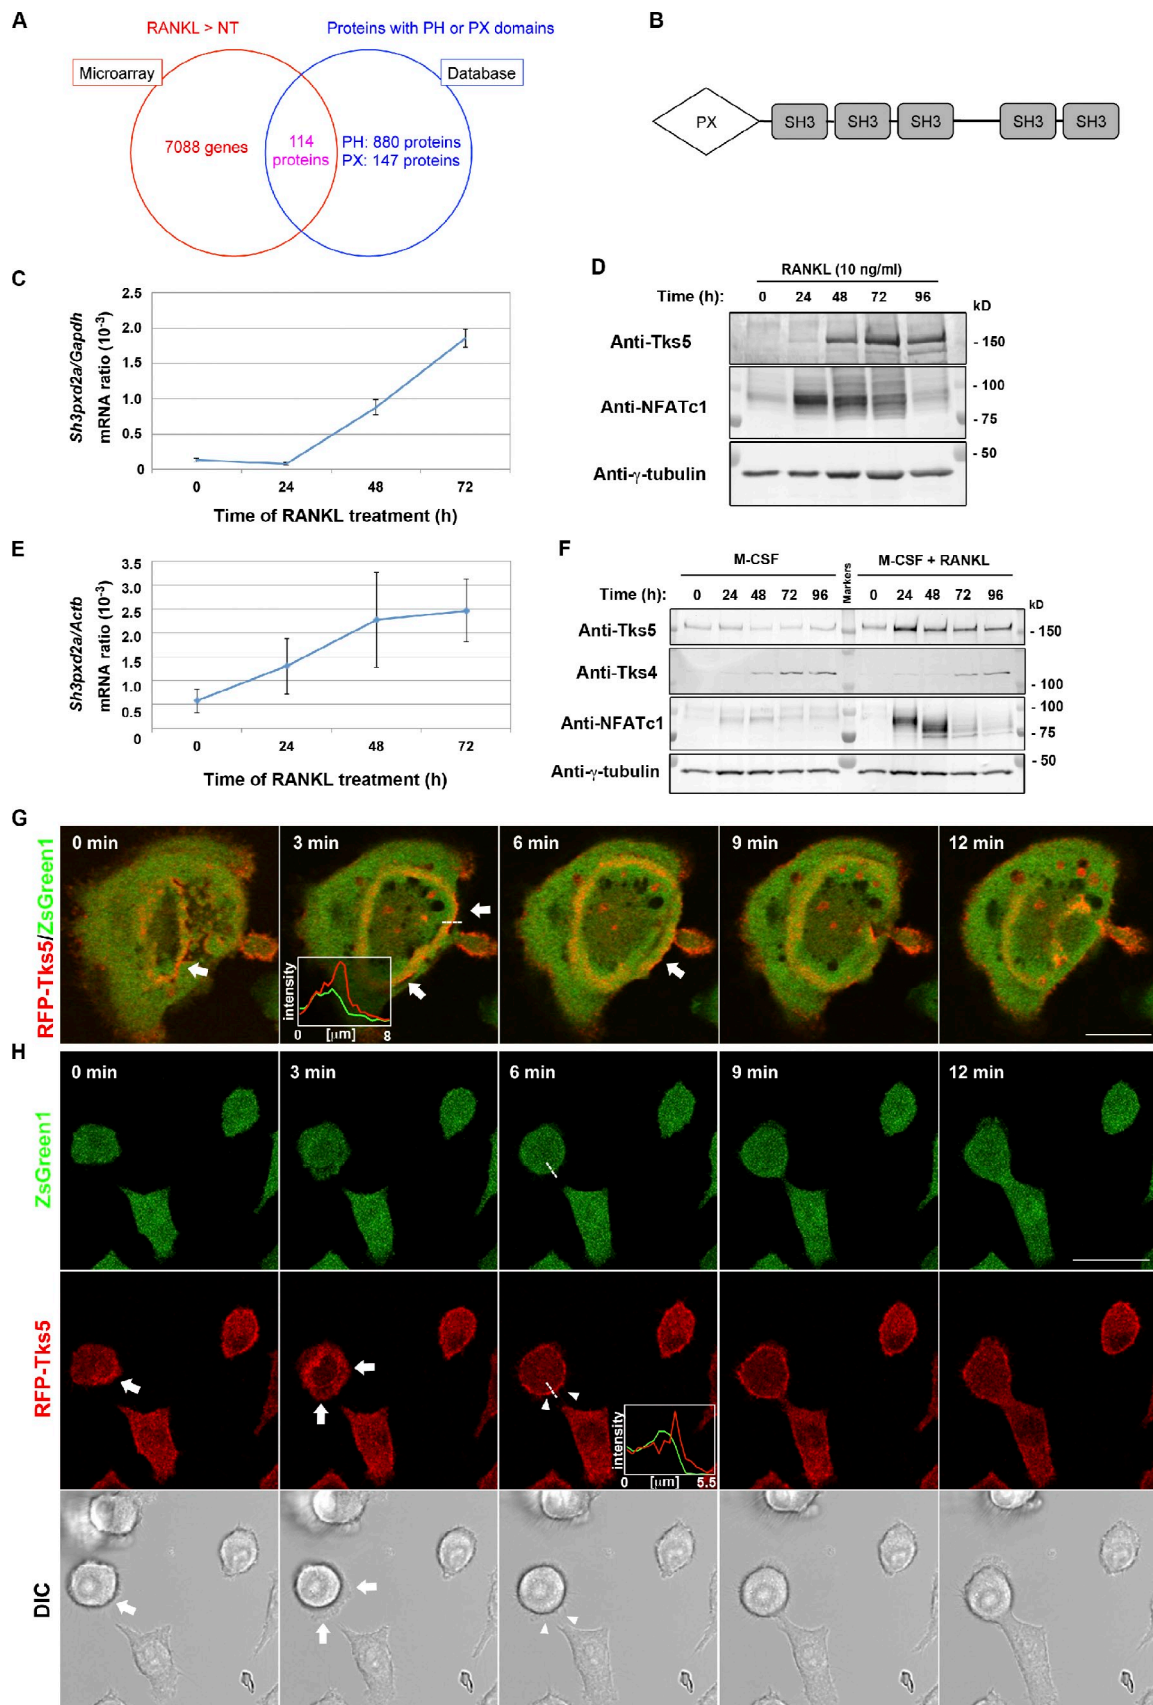 A
RANKL > NT
Proteins with PH or PX domains
Microarray
Database
7088 genes
114
proteins
PH: 880 proteins
PX: 147 proteins
B
PX
SH3
SH3
SH3
SH3
SH3
C
Sh3pxd2a/Gapdh
mRNA ratio (10-3)
2.5
2.0
1.5
1.0
0.5
0
0
24
48
72
Time of RANKL treatment (h)
D
RANKL (10 ng/ml)
Time (h):
0
24
48
72
96
kD
Anti-Tks5
- 150
Anti-NFATc1
- 100
- 75
- 50
Anti-γ-tubulin
E
Sh3pxd2a/Actb
mRNA ratio (10-3)
3.5
3.0
2.5
2.0
1.5
1.0
0.5
0
0
24
48
72
Time of RANKL treatment (h)
F
M-CSF
Markers
M-CSF + RANKL
Time (h):
0
24
48
72
96
0
24
48
72
96
kD
Anti-Tks5
- 150
Anti-Tks4
- 100
Anti-NFATc1
- 100
- 75
- 50
Anti-γ-tubulin
G
RFP-Tks5/ZsGreen1
0 min
3 min
6 min
9 min
12 min
intensity
0
[μm]
8
H
ZsGreen1
0 min
3 min
6 min
9 min
12 min
RFP-Tks5
intensity
0
[μm]
5.5
DIC